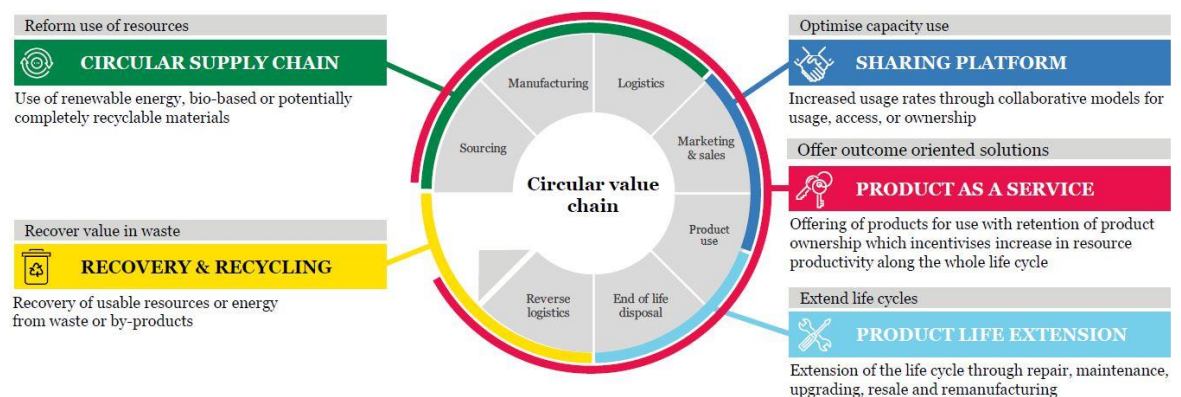 Reform use of resources
CIRCULAR SUPPLY CHAIN
Use of renewable energy, bio-based or potentially
completely recyclable materials
Recover value in waste
RECOVERY & RECYCLING
Recovery of usable resources or energy
from waste or by-products
Manufacturing
Logistics
Sourcing
Marketing
& sales
Circular value
chain
Product
use
Reverse
logistics
End of life
disposal
Optimise capacity use
SHARING PLATFORM
Increased usage rates through collaborative models for
usage, access, or ownership
Offer outcome oriented solutions
PRODUCT AS A SERVICE
Offering of products for use with retention of product
ownership which incentivises increase in resource
productivity along the whole life cycle
Extend life cycles
PRODUCT LIFE EXTENSION
Extension of the life cycle through repair, maintenance,
upgrading, resale and remanufacturing